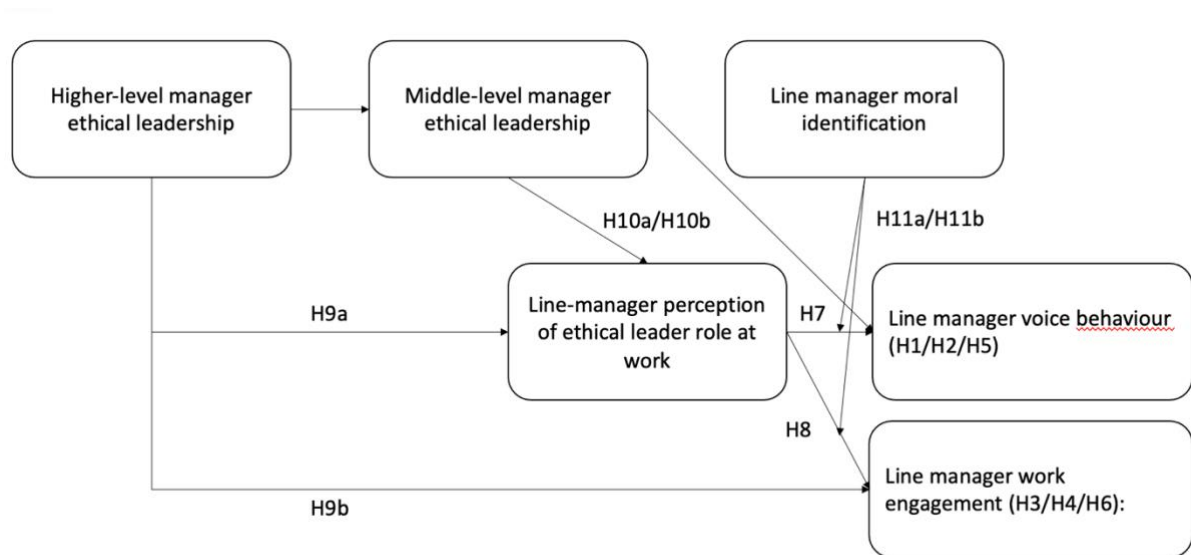 Higher-level manager
ethical leadership
Middle-level manager
ethical leadership
Line manager moral
identification
H10a/H10b
H11a/H11b
H9a
Line-manager perception
of ethical leader role at
work
H7
Line manager voice behaviour
(H1/H2/H5)
H8
Line manager work
engagement (H3/H4/H6):
H9b